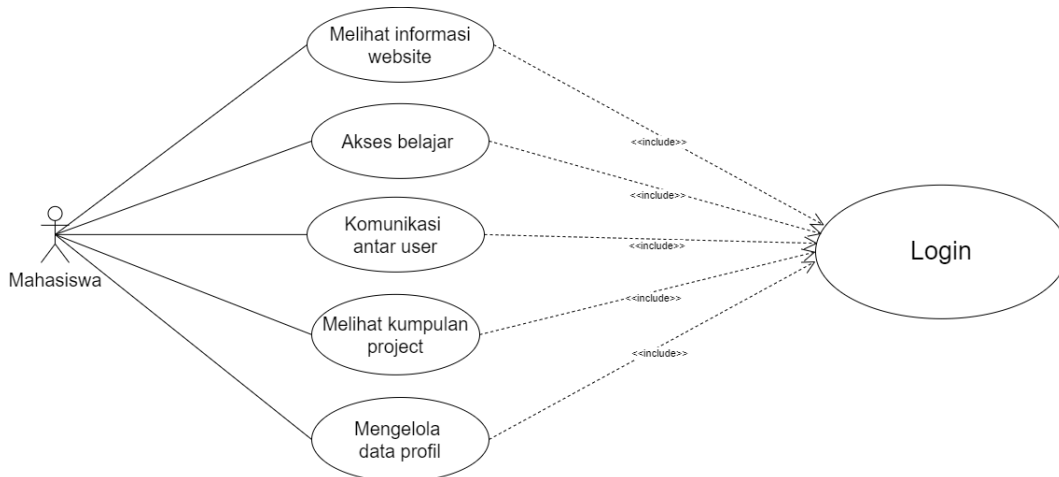 Melihat informasi
website
<<include>>
Akses belajar
<<include>>
Komunikasi
antar user
<<include>>
Mahasiswa
Login
Melihat kumpulan
project
<<include>>
<<include>>
Mengelola
data profil